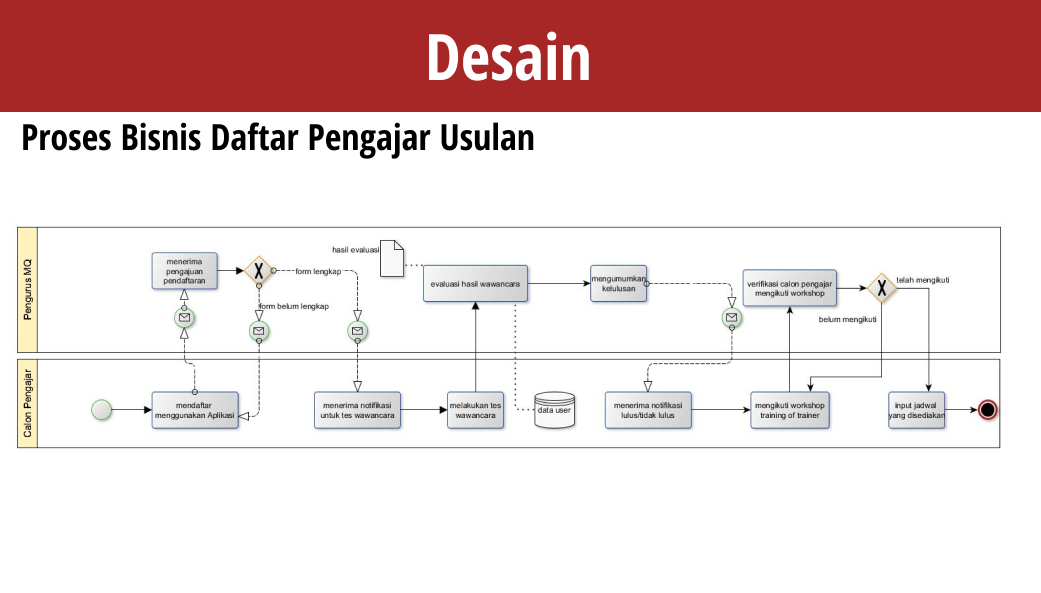 Desain
Proses Bisnis Daftar Pengajar Usulan
Pengurus MQ
menerima
pengajuan
pendaftaran
form lengkap
form belum lengkap
hasil evaluasi
evaluasi hasil wawancara
mengumumkan
kelulusan
verifikasi calon pengajar
mengikuti workshop
telah mengikuti
belum mengikuti
Calon Pengajar
mendaftar
menggunakan Aplikasi
menerima notifikasi
untuk tes wawancara
melakukan tes
wawancara
data user
menerima notifikasi
lulus/tidak lulus
mengikuti workshop
training of trainer
input jadwal
yang disediakan